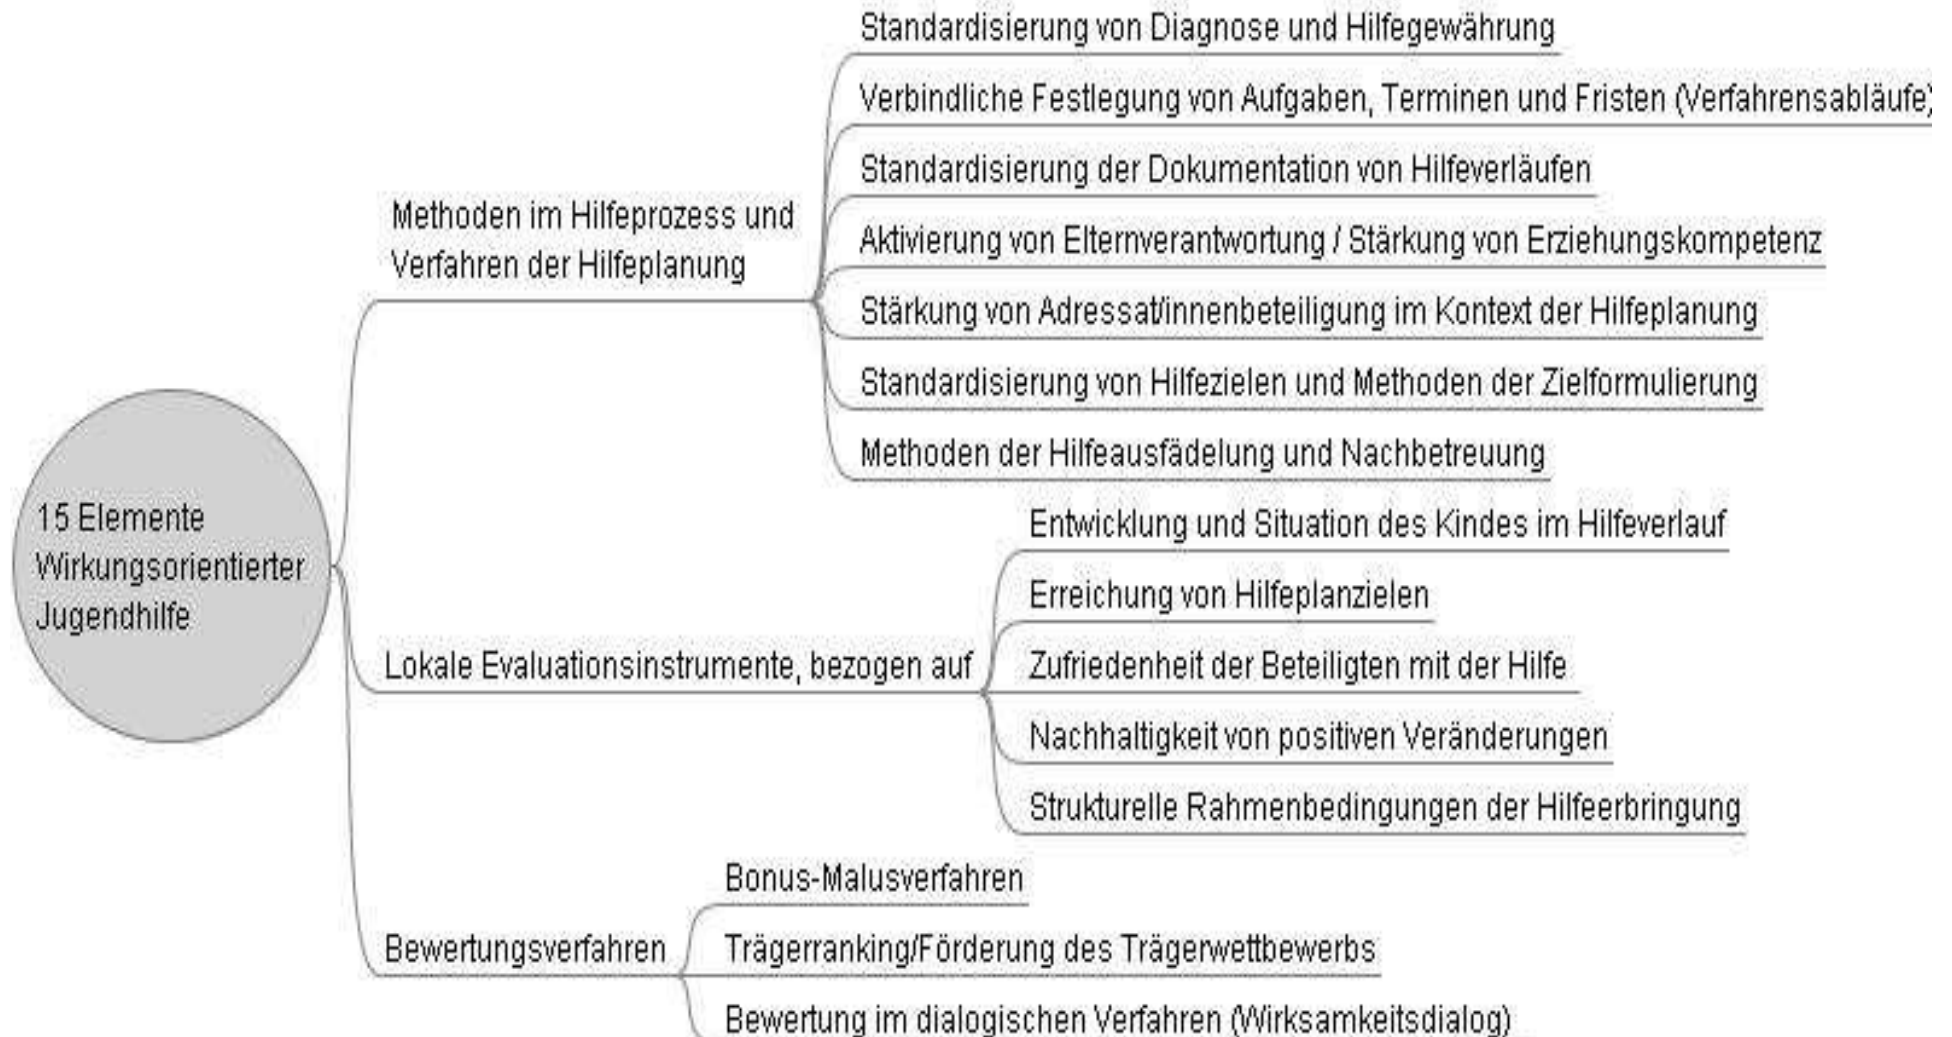 Standardisierung von Diagnose und Hilfegewährung
Verbindliche Festlegung von Aufgaben, Terminen und Fristen (Verfahrensabläufe)
Standardisierung der Dokumentation von Hilfeverläufen
Methoden im Hilfeprozess und
Verfahren der Hilfeplanung
Aktivierung von Elternverantwortung / Stärkung von Erziehungskompetenz
Stärkung von Adressat/innenbeteiligung im Kontext der Hilfeplanung
Standardisierung von Hilfezielen und Methoden der Zielformulierung
Methoden der Hilfeausfädelung und Nachbetreuung
15 Elemente
Wirkungsorientierter
Jugendhilfe
Entwicklung und Situation des Kindes im Hilfeverlauf
Erreichung von Hilfeplanzielen
Lokale Evaluationsinstrumente, bezogen auf
Zufriedenheit der Beteiligten mit der Hilfe
Nachhaltigkeit von positiven Veränderungen
Strukturelle Rahmenbedingungen der Hilfeerbringung
Bonus-Malusverfahren
Bewertungsverfahren
Trägerranking/Förderung des Trägerwettbewerbs
Bewertung im dialogischen Verfahren (Wirksamkeitsdialog)